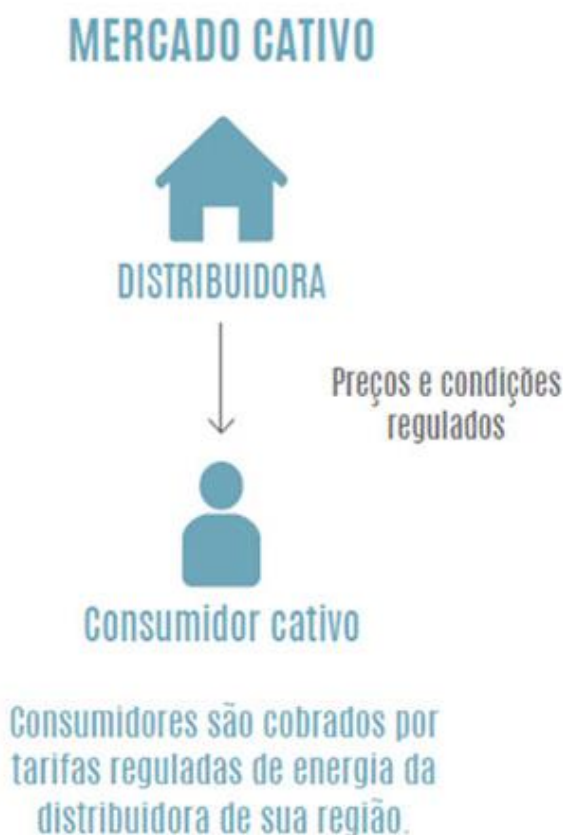 MERCADO CATIVO
DISTRIBUIDORA
Preços e condições
regulados
Consumidor cativo
Consumidores são cobrados por
tarifas reguladas de energia da
distribuidora de sua região.